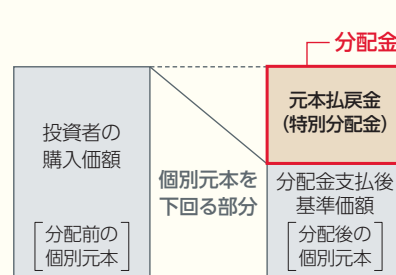 分配金
元本払戻金
(特別分配金)
投資者の
購入価額
個別元本を
下回る部分
分配金支払後
基準価額
分配前の
個別元本
分配後の
個別元本